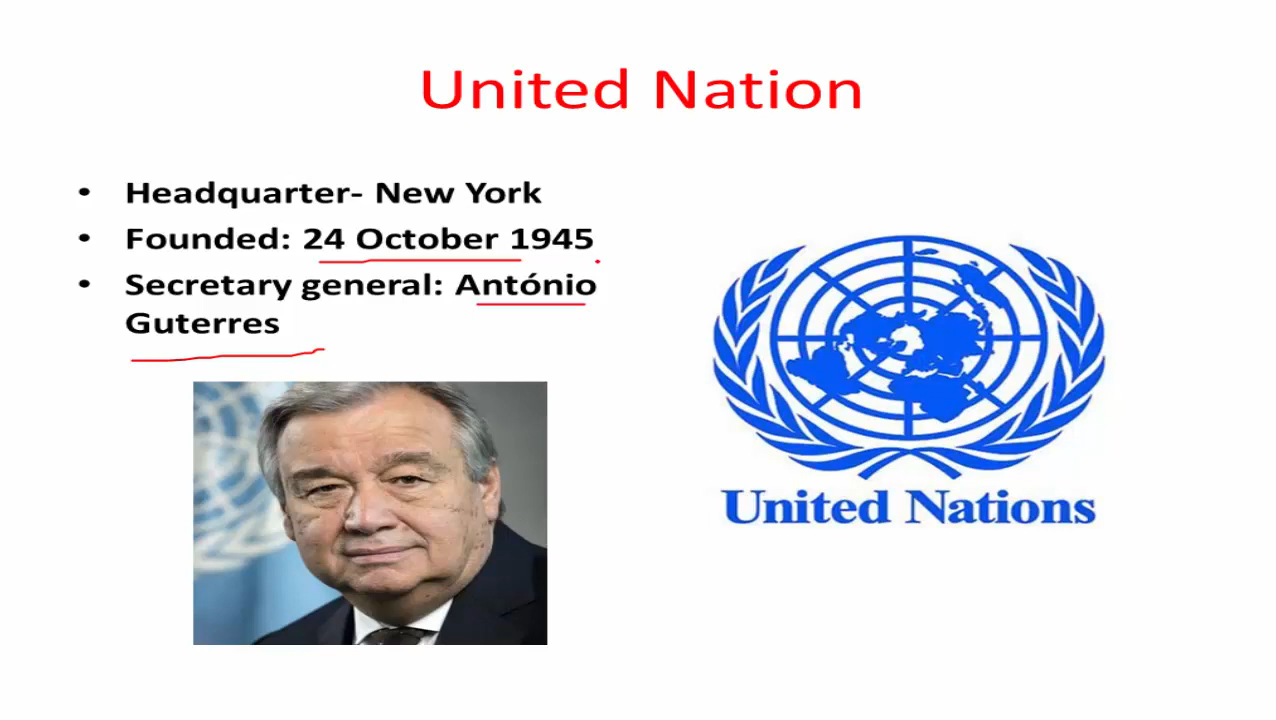 United Nation
• Headquarter- New York
• Founded: 24 October 1945
• Secretary general: António
Guterres
United Nations